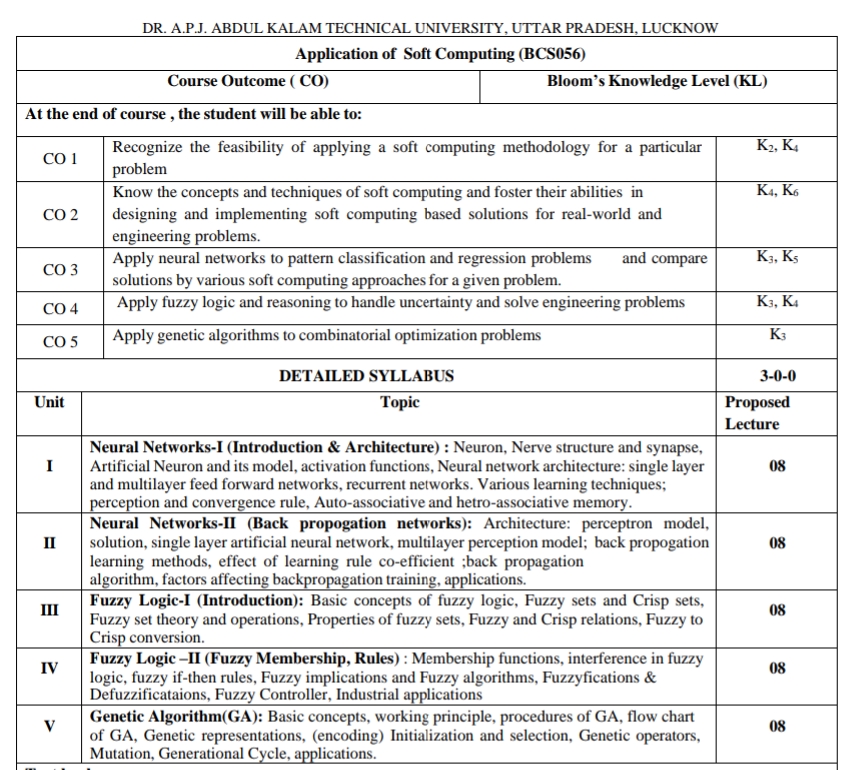 DR. A.P.J. ABDUL KALAM TECHNICAL UNIVERSITY, UTTAR PRADESH, LUCKNOW
Application of Soft Computing (BCS056)
Course Outcome ( CO)
Bloom's Knowledge Level (KL)
At the end of course , the student will be able to:
CO 1
Recognize the feasibility of applying a soft computing methodology for a particular
problem
K2, K4
CO 2
Know the concepts and techniques of soft computing and foster their abilities in
designing and implementing soft computing based solutions for real-world and
engineering problems.
K4, K6
CO 3
Apply neural networks to pattern classification and regression problems and compare
solutions by various soft computing approaches for a given problem.
K3, K5
CO 4
Apply fuzzy logic and reasoning to handle uncertainty and solve engineering problems
K3, K4
CO 5
Apply genetic algorithms to combinatorial optimization problems
K3
DETAILED SYLLABUS
3-0-0
Unit
Topic
Proposed
Lecture
I
Neural Networks-I (Introduction & Architecture) : Neuron, Nerve structure and synapse,
Artificial Neuron and its model, activation functions, Neural network architecture: single layer
and multilayer feed forward networks, recurrent networks. Various learning techniques;
perception and convergence rule, Auto-associative and hetro-associative memory.
08
II
Neural Networks-II (Back propogation networks): Architecture: perceptron model,
solution, single layer artificial neural network, multilayer perception model; back propogation
learning methods, effect of learning rule co-efficient ;back propagation
algorithm, factors affecting backpropagation training, applications.
08
III
Fuzzy Logic-I (Introduction): Basic concepts of fuzzy logic, Fuzzy sets and Crisp sets,
Fuzzy set theory and operations, Properties of fuzzy sets, Fuzzy and Crisp relations, Fuzzy to
Crisp conversion.
08
IV
Fuzzy Logic –II (Fuzzy Membership, Rules) : Membership functions, interference in fuzzy
logic, fuzzy if-then rules, Fuzzy implications and Fuzzy algorithms, Fuzzyfications &
Defuzzificataions, Fuzzy Controller, Industrial applications
08
V
Genetic Algorithm(GA): Basic concepts, working principle, procedures of GA, flow chart
of GA, Genetic representations, (encoding) Initialization and selection, Genetic operators,
Mutation, Generational Cycle, applications.
08